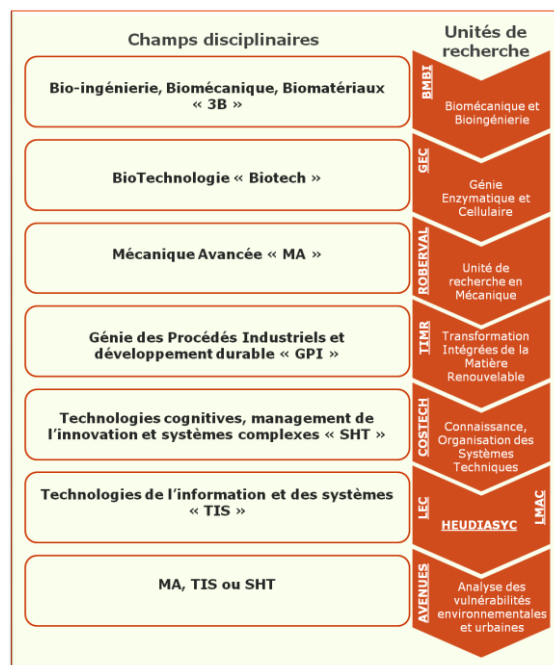 Champs disciplinaires
Unités de
recherche
Bio-ingénierie, Biomécanique, Biomatériaux
« 3B »
BMBI
Biomécanique et
Bioingénierie
BioTechnologie « Biotech »
GEC
Génie
Enzymatique et
Cellulaire
Mécanique Avancée « MA »
ROBERVAL
Unité de
recherche en
Mécanique
Génie des Procédés Industriels et
développement durable « GPI »
TIMR
Transformation
Intégrées de la
Matière
Renouvelable
Technologies cognitives, management de
l’innovation et systèmes complexes « SHT »
COSTECH
Connaissance,
Organisation des
Systèmes
Techniques
Technologies de l’information et des systèmes
« TIS »
LEC
HEUDIASYC
LMAC
MA, TIS ou SHT
AVENUES
Analyse des
vulnérabilités
environnementales
et urbaines